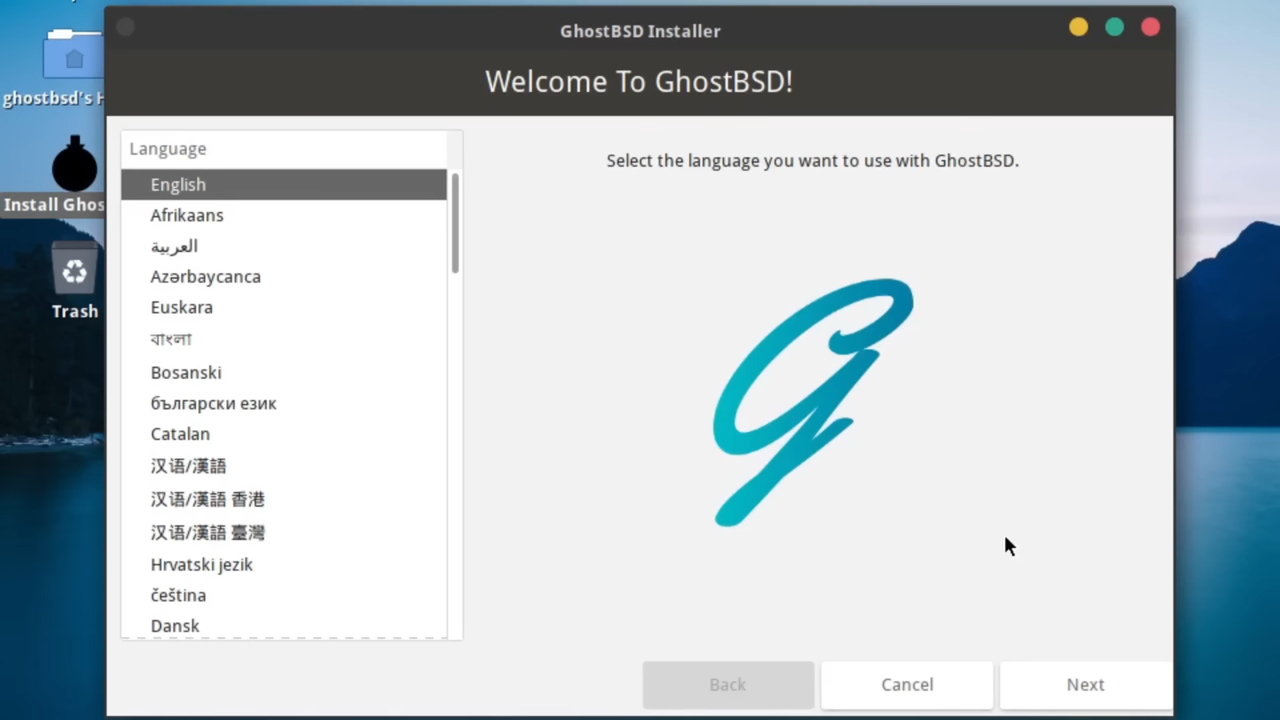 GhostBSD Installer
Welcome To GhostBSD!
ghostbsd's
Install
Trash
Language
English
Afrikaans
العربية
Azərbaycanca
Euskara
বাংলা
Bosanski
български език
Catalan
汉语/漢語
汉语/漢語 香港
汉语/漢語 臺灣
Hrvatski jezik
čeština
Dansk
Select the language you want to use with GhostBSD.
Back
Cancel
Next